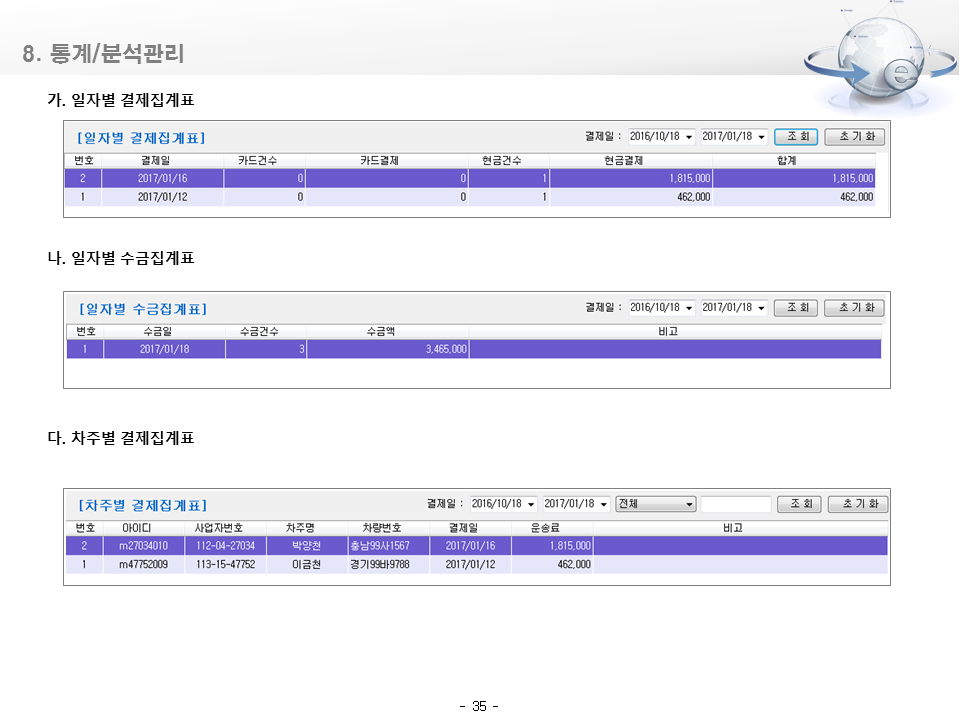 8. 통계/분석관리
가. 일자별 결제집계표
[일자별 결제집계표] 결제일 : 2016/10/18 2017/01/18 조 회 초 기 화
번호 결제일 카드건수 카드결제 현금건수 현금결제 합계
2 2017/01/16 0 0 1 1,815,000 1,815,000
1 2017/01/12 0 0 1 462,000 462,000
나. 일자별 수금집계표
[일자별 수금집계표] 결제일 : 2016/10/18 2017/01/18 조 회 초 기 화
번호 수금일 수금건수 수금액 비고
1 2017/01/18 3 3,465,000
다. 차주별 결제집계표
[차주별 결제집계표] 결제일 : 2016/10/18 2017/01/18 전체 조 회 초 기 화
번호 아이디 사업자번호 차주명 차량번호 결제일 운송료 비고
2 m27034010 112-04-27034 박양천 충남99사1567 2017/01/16 1,815,000
1 m47752009 113-15-47752 이금천 경기99바9788 2017/01/12 462,000
- 35 -